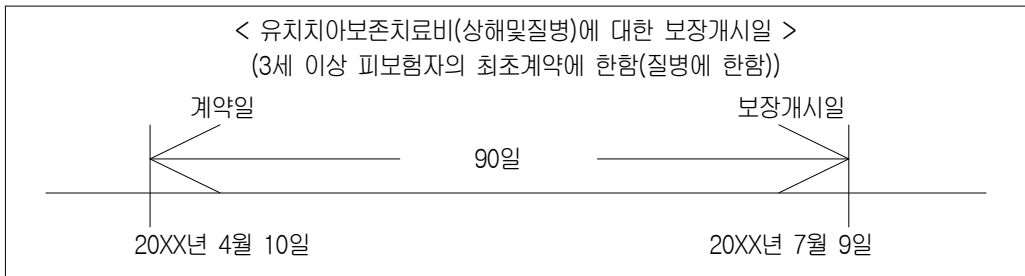 < 유치치아보존치료비(상해및질병)에 대한 보장개시일 >
(3세 이상 피보험자의 최초계약에 한함(질병에 한함))
계약일 보장개시일
90일
20XX년 4월 10일 20XX년 7월 9일